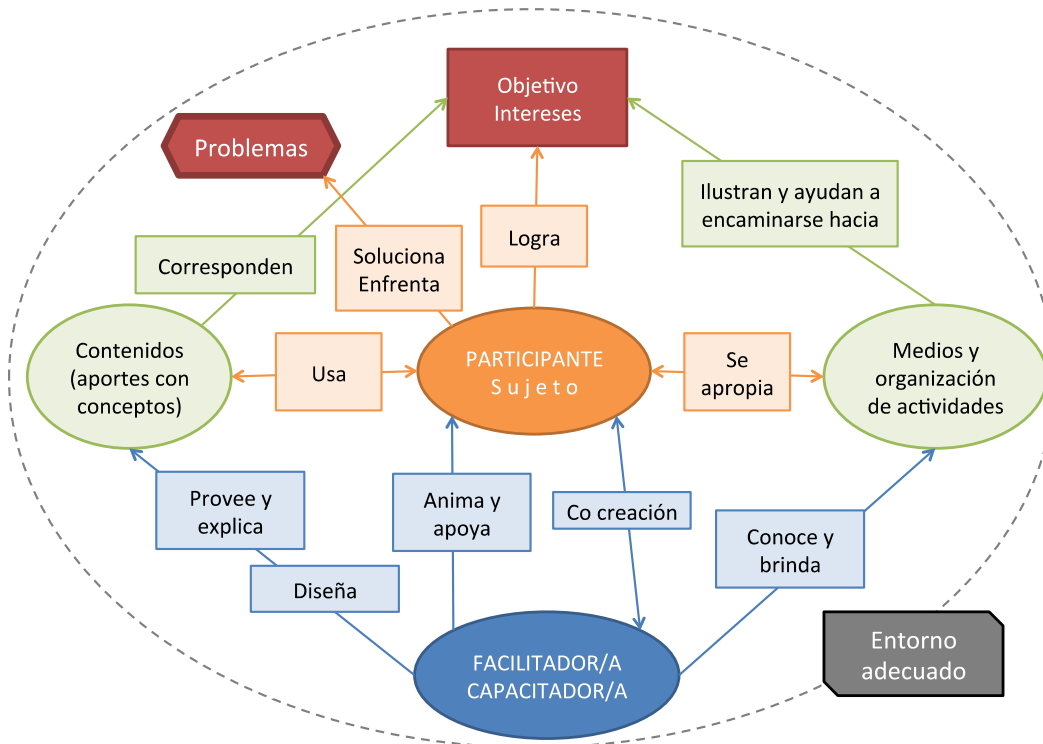 Objetivo
Intereses
Problemas
Ilustran y ayudan a
encaminarse hacia
Logra
Soluciona
Enfrenta
Corresponden
Contenidos
(aportes con
conceptos)
Usa
PARTICIPANTE
S u j e t o
Se
apropia
Medios y
organización
de actividades
Provee y
explica
Anima y
apoya
Co creación
Conoce y
brinda
Diseña
FACILITADOR/A
CAPACITADOR/A
Entorno
adecuado